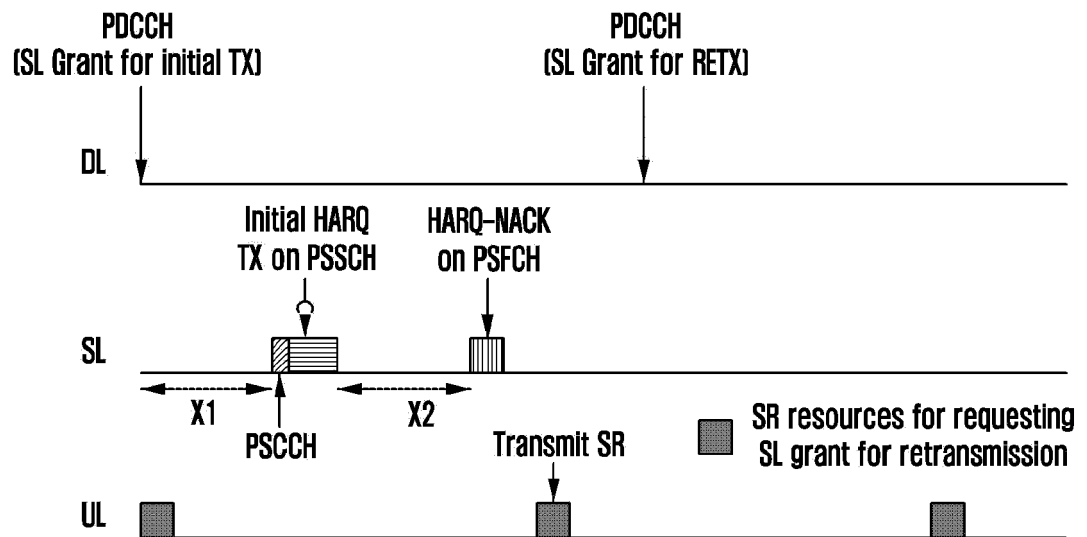 PDCCH
(SL Grant for initial TX)
PDCCH
(SL Grant for RETX)
DL
Initial HARQ
TX on PSSCH
HARQ-NACK
on PSFCH
SL
X1
X2
PSCCH
Transmit SR
SR resources for requesting
SL grant for retransmission
UL